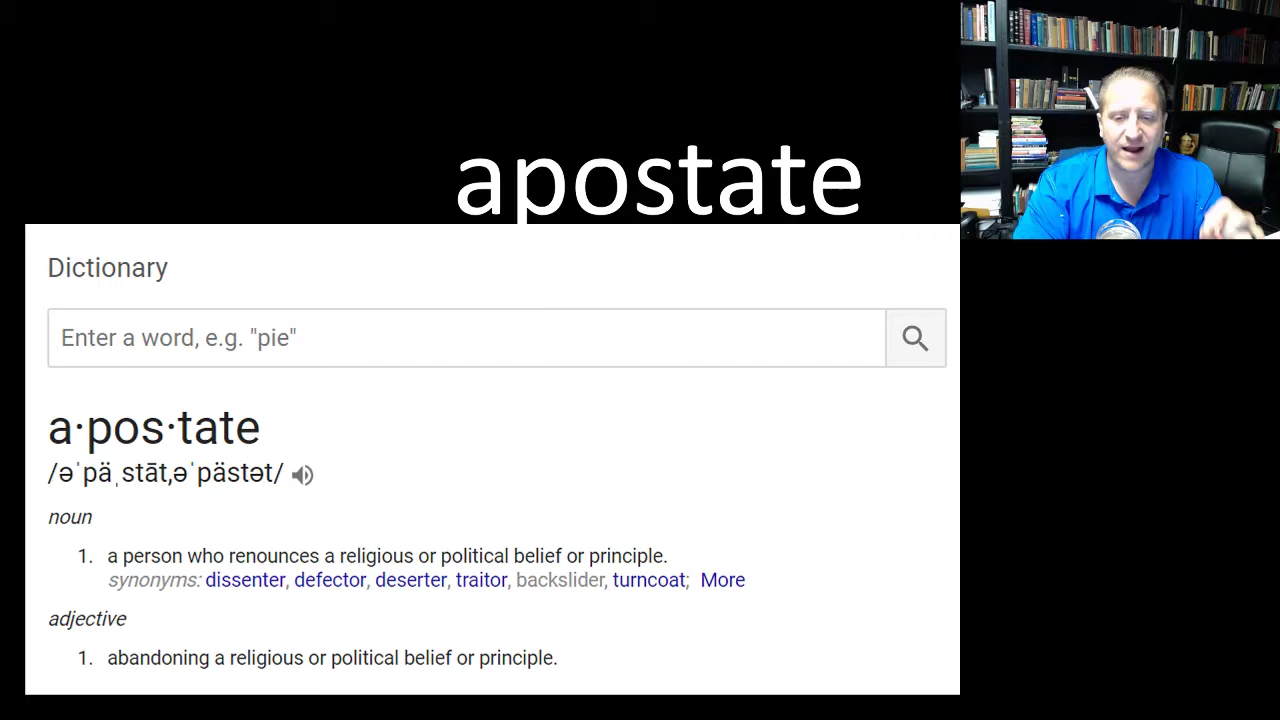 apostate
Dictionary
Enter a word, e.g. "pie"
a·pos·tate
/əˈpäˌstāt,əˈpästət/
noun
1. a person who renounces a religious or political belief or principle.
synonyms: dissenter, defector, deserter, traitor, backslider, turncoat; More
adjective
1. abandoning a religious or political belief or principle.